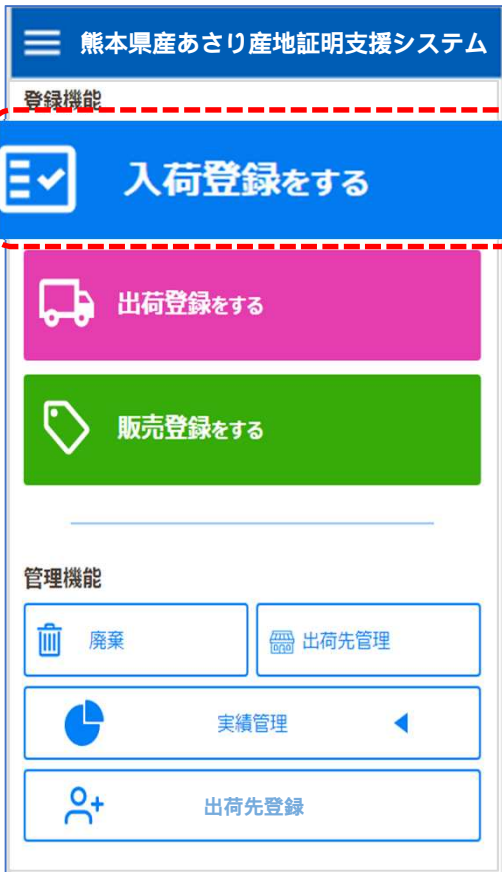 熊本県産あさり産地証明支援システム
登録機能
入荷登録をする
出荷登録をする
販売登録をする
管理機能
廃棄
出荷先管理
実績管理
出荷先登録